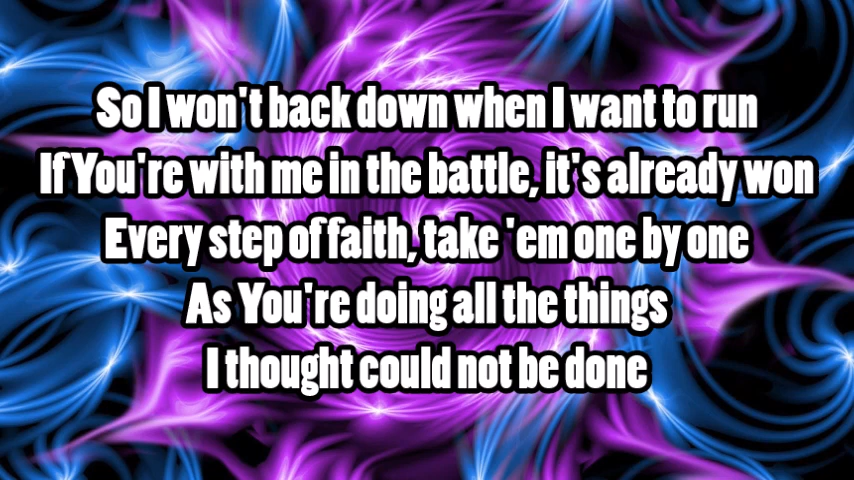 So I won't back down when I want to run
If You're with me in the battle, it's already won
Every step of faith, take 'em one by one
As You're doing all the things
I thought could not be done